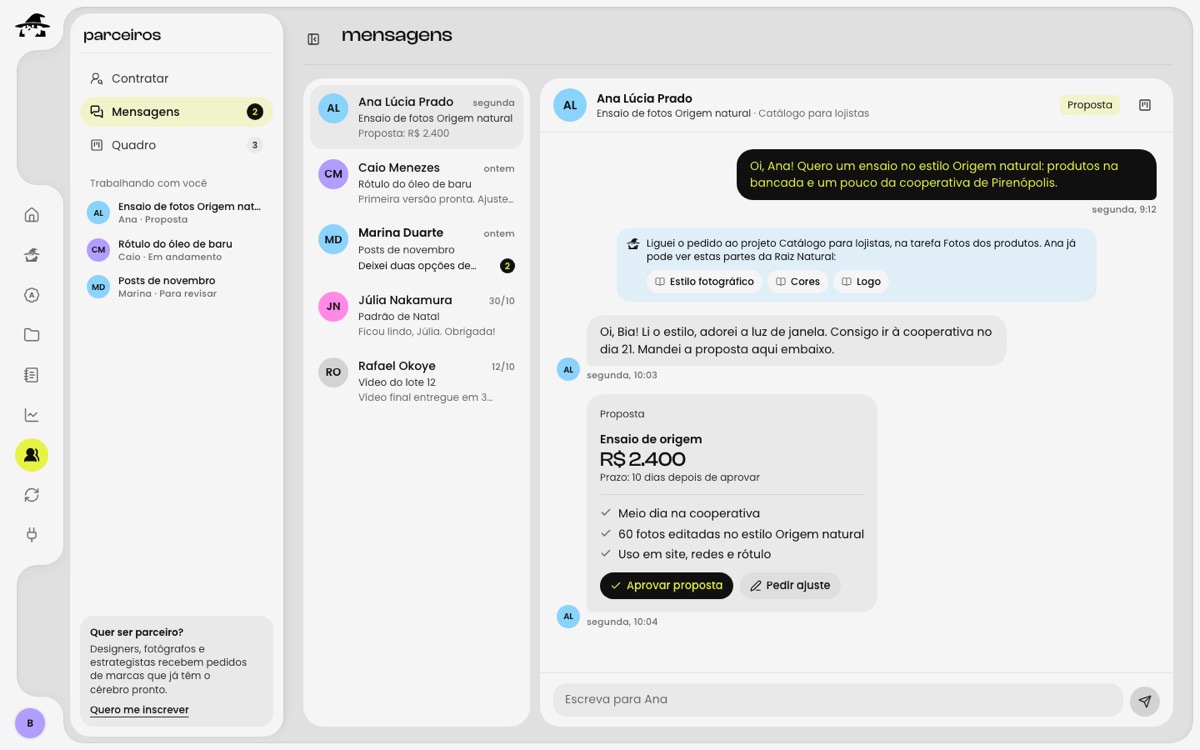 parceiros
Contratar
Mensagens
2
Quadro
3
Trabalhando com você
AL
Ensaio de fotos Origem nat...
Ana · Proposta
CM
Rótulo do óleo de baru
Caio · Em andamento
MD
Posts de novembro
Marina · Para revisar
Quer ser parceiro?
Designers, fotógrafos e
estrategistas recebem pedidos
de marcas que já têm o
cérebro pronto.
Quero me inscrever
B
mensagens
AL
Ana Lúcia Prado
segunda
Ensaio de fotos Origem natural
Proposta: R$ 2.400
CM
Caio Menezes
ontem
Rótulo do óleo de baru
Primeira versão pronta. Ajuste...
MD
Marina Duarte
ontem
Posts de novembro
Deixei duas opções de...
2
JN
Júlia Nakamura
30/10
Padrão de Natal
Ficou lindo, Júlia. Obrigada!
RO
Rafael Okoye
12/10
Vídeo do lote 12
Vídeo final entregue em 3...
AL
Ana Lúcia Prado
Ensaio de fotos Origem natural · Catálogo para lojistas
Proposta
Oi, Ana! Quero um ensaio no estilo Origem natural: produtos na
bancada e um pouco da cooperativa de Pirenópolis.
segunda, 9:12
Liguei o pedido ao projeto Catálogo para lojistas, na tarefa Fotos dos produtos. Ana já
pode ver estas partes da Raiz Natural:
Estilo fotográfico
Cores
Logo
Oi, Bia! Li o estilo, adorei a luz de janela. Consigo ir à cooperativa no
dia 21. Mandei a proposta aqui embaixo.
AL
segunda, 10:03
Proposta
Ensaio de origem
R$ 2.400
Prazo: 10 dias depois de aprovar
Meio dia na cooperativa
60 fotos editadas no estilo Origem natural
Uso em site, redes e rótulo
Aprovar proposta
Pedir ajuste
AL
segunda, 10:04
Escreva para Ana